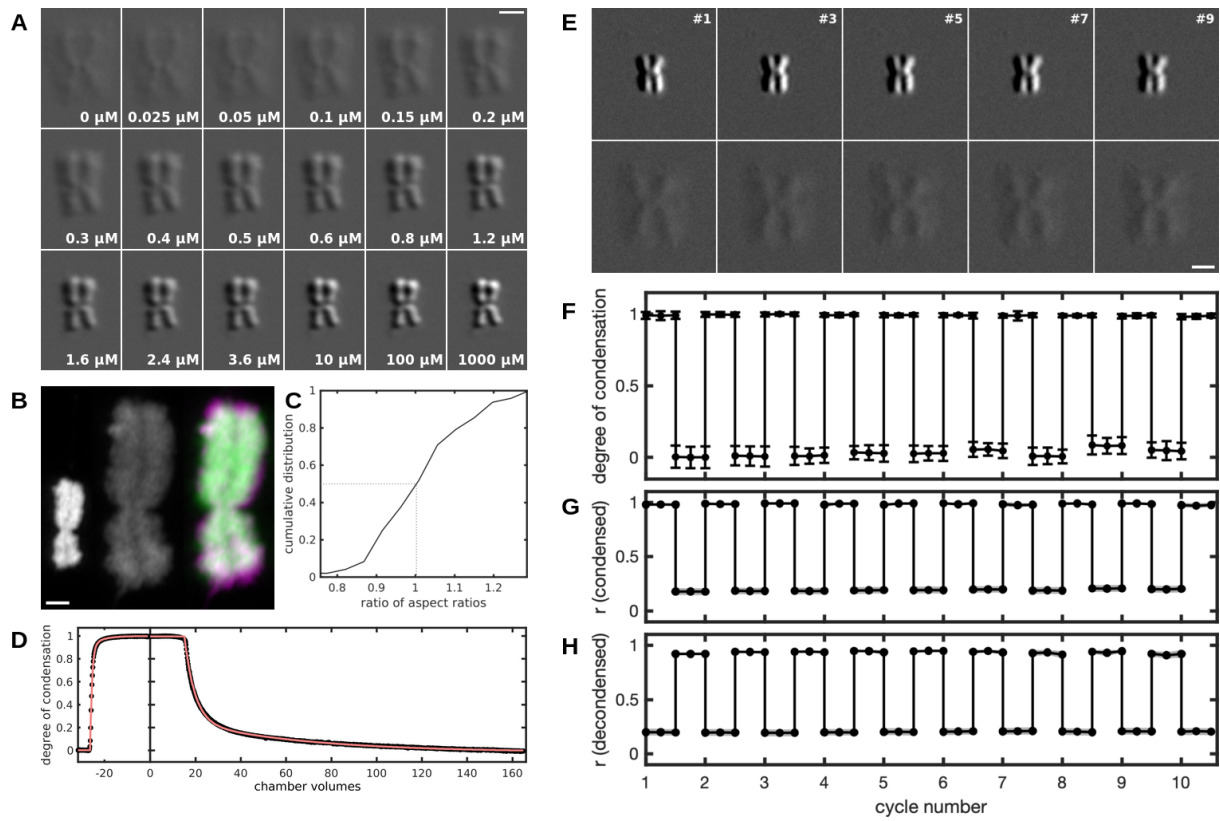 A
0 μM 0.025 μM 0.05 μM 0.1 μM 0.15 μM 0.2 μM
0.3 μM 0.4 μM 0.5 μM 0.6 μM 0.8 μM 1.2 μM
1.6 μM 2.4 μM 3.6 μM 10 μM 100 μM 1000 μM
B
C
cumulative distribution
1
0.8
0.6
0.4
0.2
0
0.8 0.9 1 1.1 1.2
ratio of aspect ratios
D
degree of condensation
1
0.8
0.6
0.4
0.2
0
-20 0 20 40 60 80 100 120 140 160
chamber volumes
E
#1 #3 #5 #7 #9
F
degree of condensation
1
0.5
0
G
r (condensed)
1
0.5
0
H
r (decondensed)
1
0.5
0
1 2 3 4 5 6 7 8 9 10
cycle number